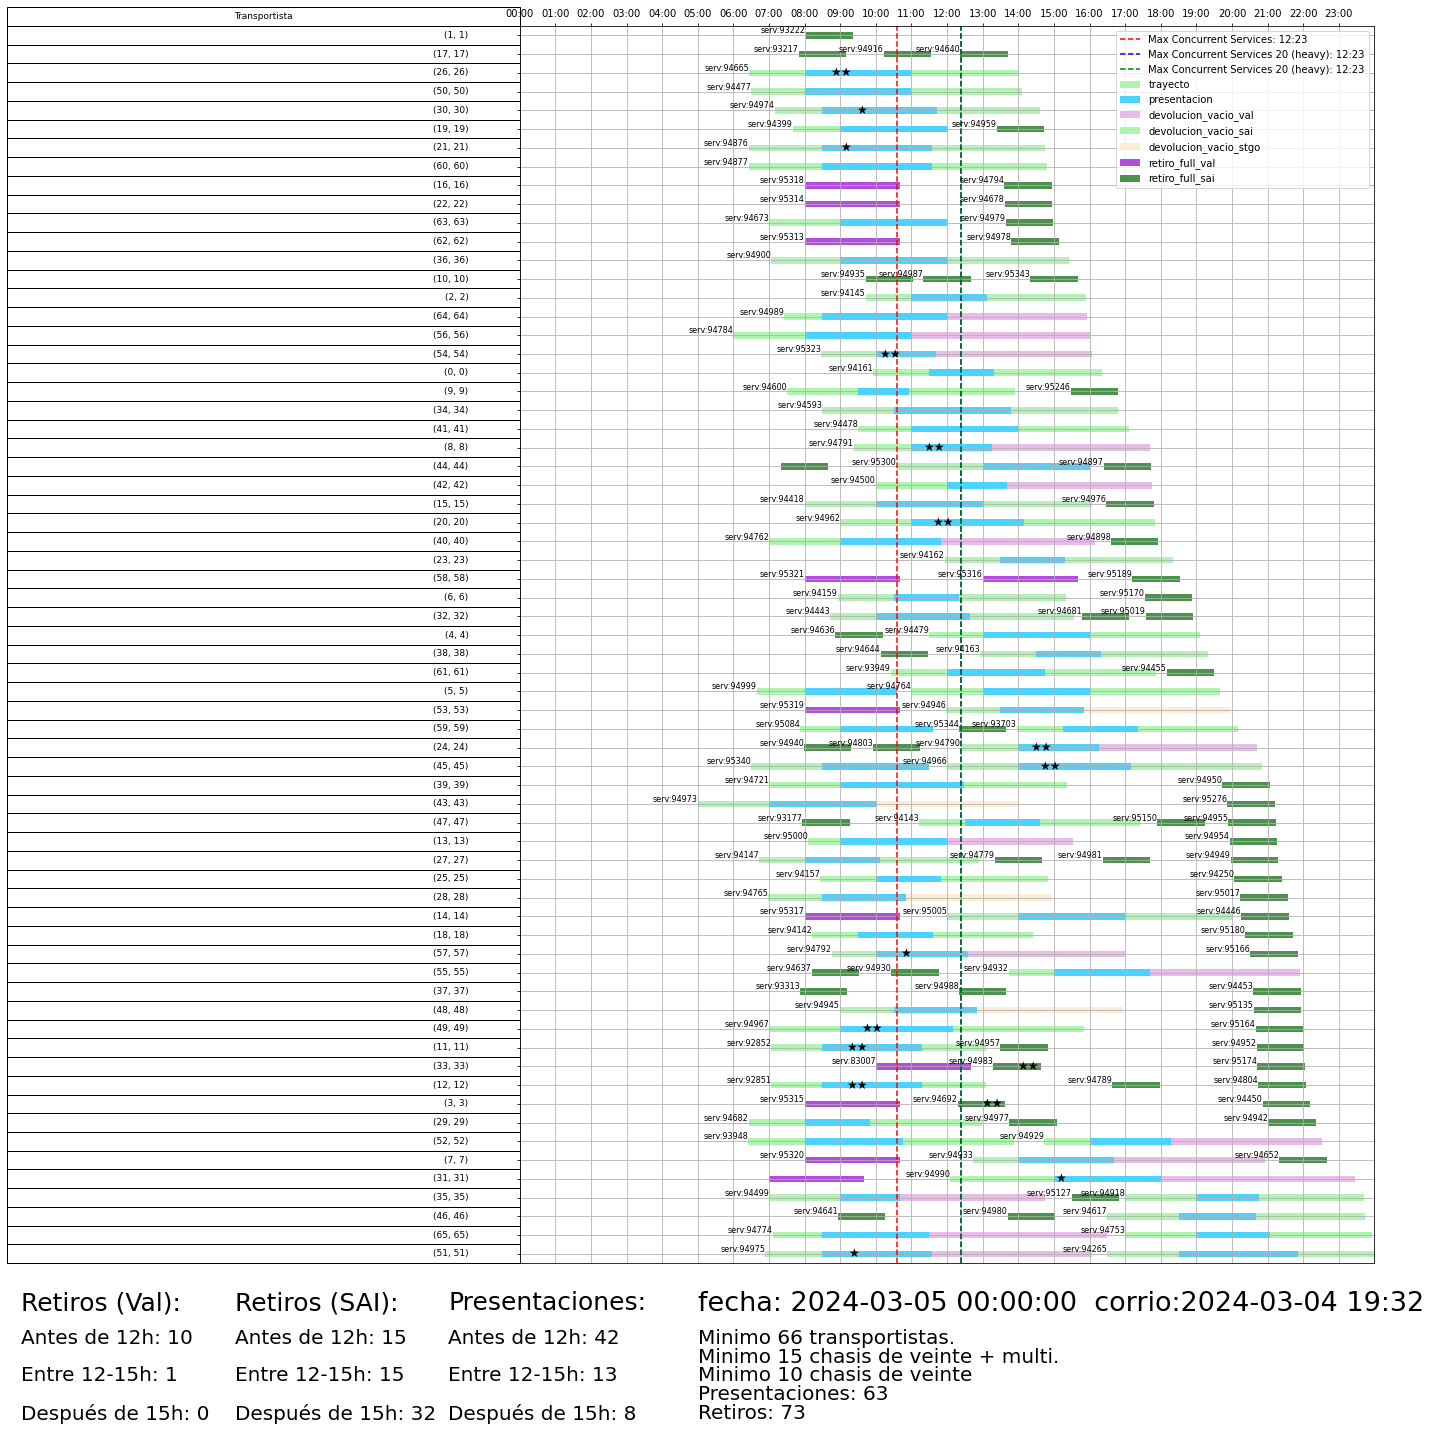 Transportista
00:00 01:00 02:00 03:00 04:00 05:00 06:00 07:00 08:00 09:00 10:00 11:00 12:00 13:00 14:00 15:00 16:00 17:00 18:00 19:00 20:00 21:00 22:00 23:00
Max Concurrent Services: 12:23
Max Concurrent Services 20 (heavy): 12:23
Max Concurrent Services 20 (heavy): 12:23
trayecto
presentacion
devolucion_vacio_val
devolucion_vacio_sai
devolucion_vacio_stgo
retiro_full_val
retiro_full_sai
(1, 1) serv:93222
(17, 17) serv:93217 serv:94916 serv:94640
(26, 26) serv:94665
(50, 50) serv:94477
(30, 30) serv:94974
(19, 19) serv:94399 serv:94959
(21, 21) serv:94876
(60, 60) serv:94877
(16, 16) serv:95318 serv:94794
(22, 22) serv:95314 serv:94678
(63, 63) serv:94673 serv:94979
(62, 62) serv:95313 serv:94978
(36, 36) serv:94900
(10, 10) serv:94935 serv:94987 serv:95343
(2, 2) serv:94145
(64, 64) serv:94989
(56, 56) serv:94784
(54, 54) serv:95323
(0, 0) serv:94161
(9, 9) serv:94600 serv:95246
(34, 34) serv:94593
(41, 41) serv:94478
(8, 8) serv:94791
(44, 44) serv:95300 serv:94897
(42, 42) serv:94500
(15, 15) serv:94418 serv:94976
(20, 20) serv:94962
(40, 40) serv:94762 serv:94898
(23, 23) serv:94162
(58, 58) serv:95321 serv:95316 serv:95189
(6, 6) serv:94159 serv:95170
(32, 32) serv:94443 serv:94681 serv:95019
(4, 4) serv:94636 serv:94479
(38, 38) serv:94644 serv:94163
(61, 61) serv:93949 serv:94455
(5, 5) serv:94999 serv:94764
(53, 53) serv:95319 serv:94946
(59, 59) serv:95084 serv:95344 serv:93703
(24, 24) serv:94940 serv:94803 serv:94790
(45, 45) serv:95340 serv:94966
(39, 39) serv:94721 serv:94950
(43, 43) serv:94973 serv:95276
(47, 47) serv:93177 serv:94143 serv:95150 serv:94955
(13, 13) serv:95000 serv:94954
(27, 27) serv:94147 serv:94779 serv:94981 serv:94949
(25, 25) serv:94157 serv:94250
(28, 28) serv:94765 serv:95017
(14, 14) serv:95317 serv:95005 serv:94446
(18, 18) serv:94142 serv:95180
(57, 57) serv:94792 serv:95166
(55, 55) serv:94637 serv:94930 serv:94932
(37, 37) serv:93313 serv:94988 serv:94453
(48, 48) serv:94945 serv:95135
(49, 49) serv:94967 serv:95164
(11, 11) serv:92852 serv:94957 serv:94952
(33, 33) serv:83007 serv:94983 serv:95174
(12, 12) serv:92851 serv:94789 serv:94804
(3, 3) serv:95315 serv:94692 serv:94450
(29, 29) serv:94682 serv:94977 serv:94942
(52, 52) serv:93948 serv:94929
(7, 7) serv:95320 serv:94933 serv:94652
(31, 31) serv:94990
(35, 35) serv:94499 serv:95127 serv:94918
(46, 46) serv:94641 serv:94980 serv:94617
(65, 65) serv:94774 serv:94753
(51, 51) serv:94975 serv:94265
Retiros (Val):
Antes de 12h: 10
Entre 12-15h: 1
Después de 15h: 0
Retiros (SAI):
Antes de 12h: 15
Entre 12-15h: 15
Después de 15h: 32
Presentaciones:
Antes de 12h: 42
Entre 12-15h: 13
Después de 15h: 8
fecha: 2024-03-05 00:00:00 corrio:2024-03-04 19:32
Minimo 66 transportistas.
Minimo 15 chasis de veinte + multi.
Minimo 10 chasis de veinte
Presentaciones: 63
Retiros: 73